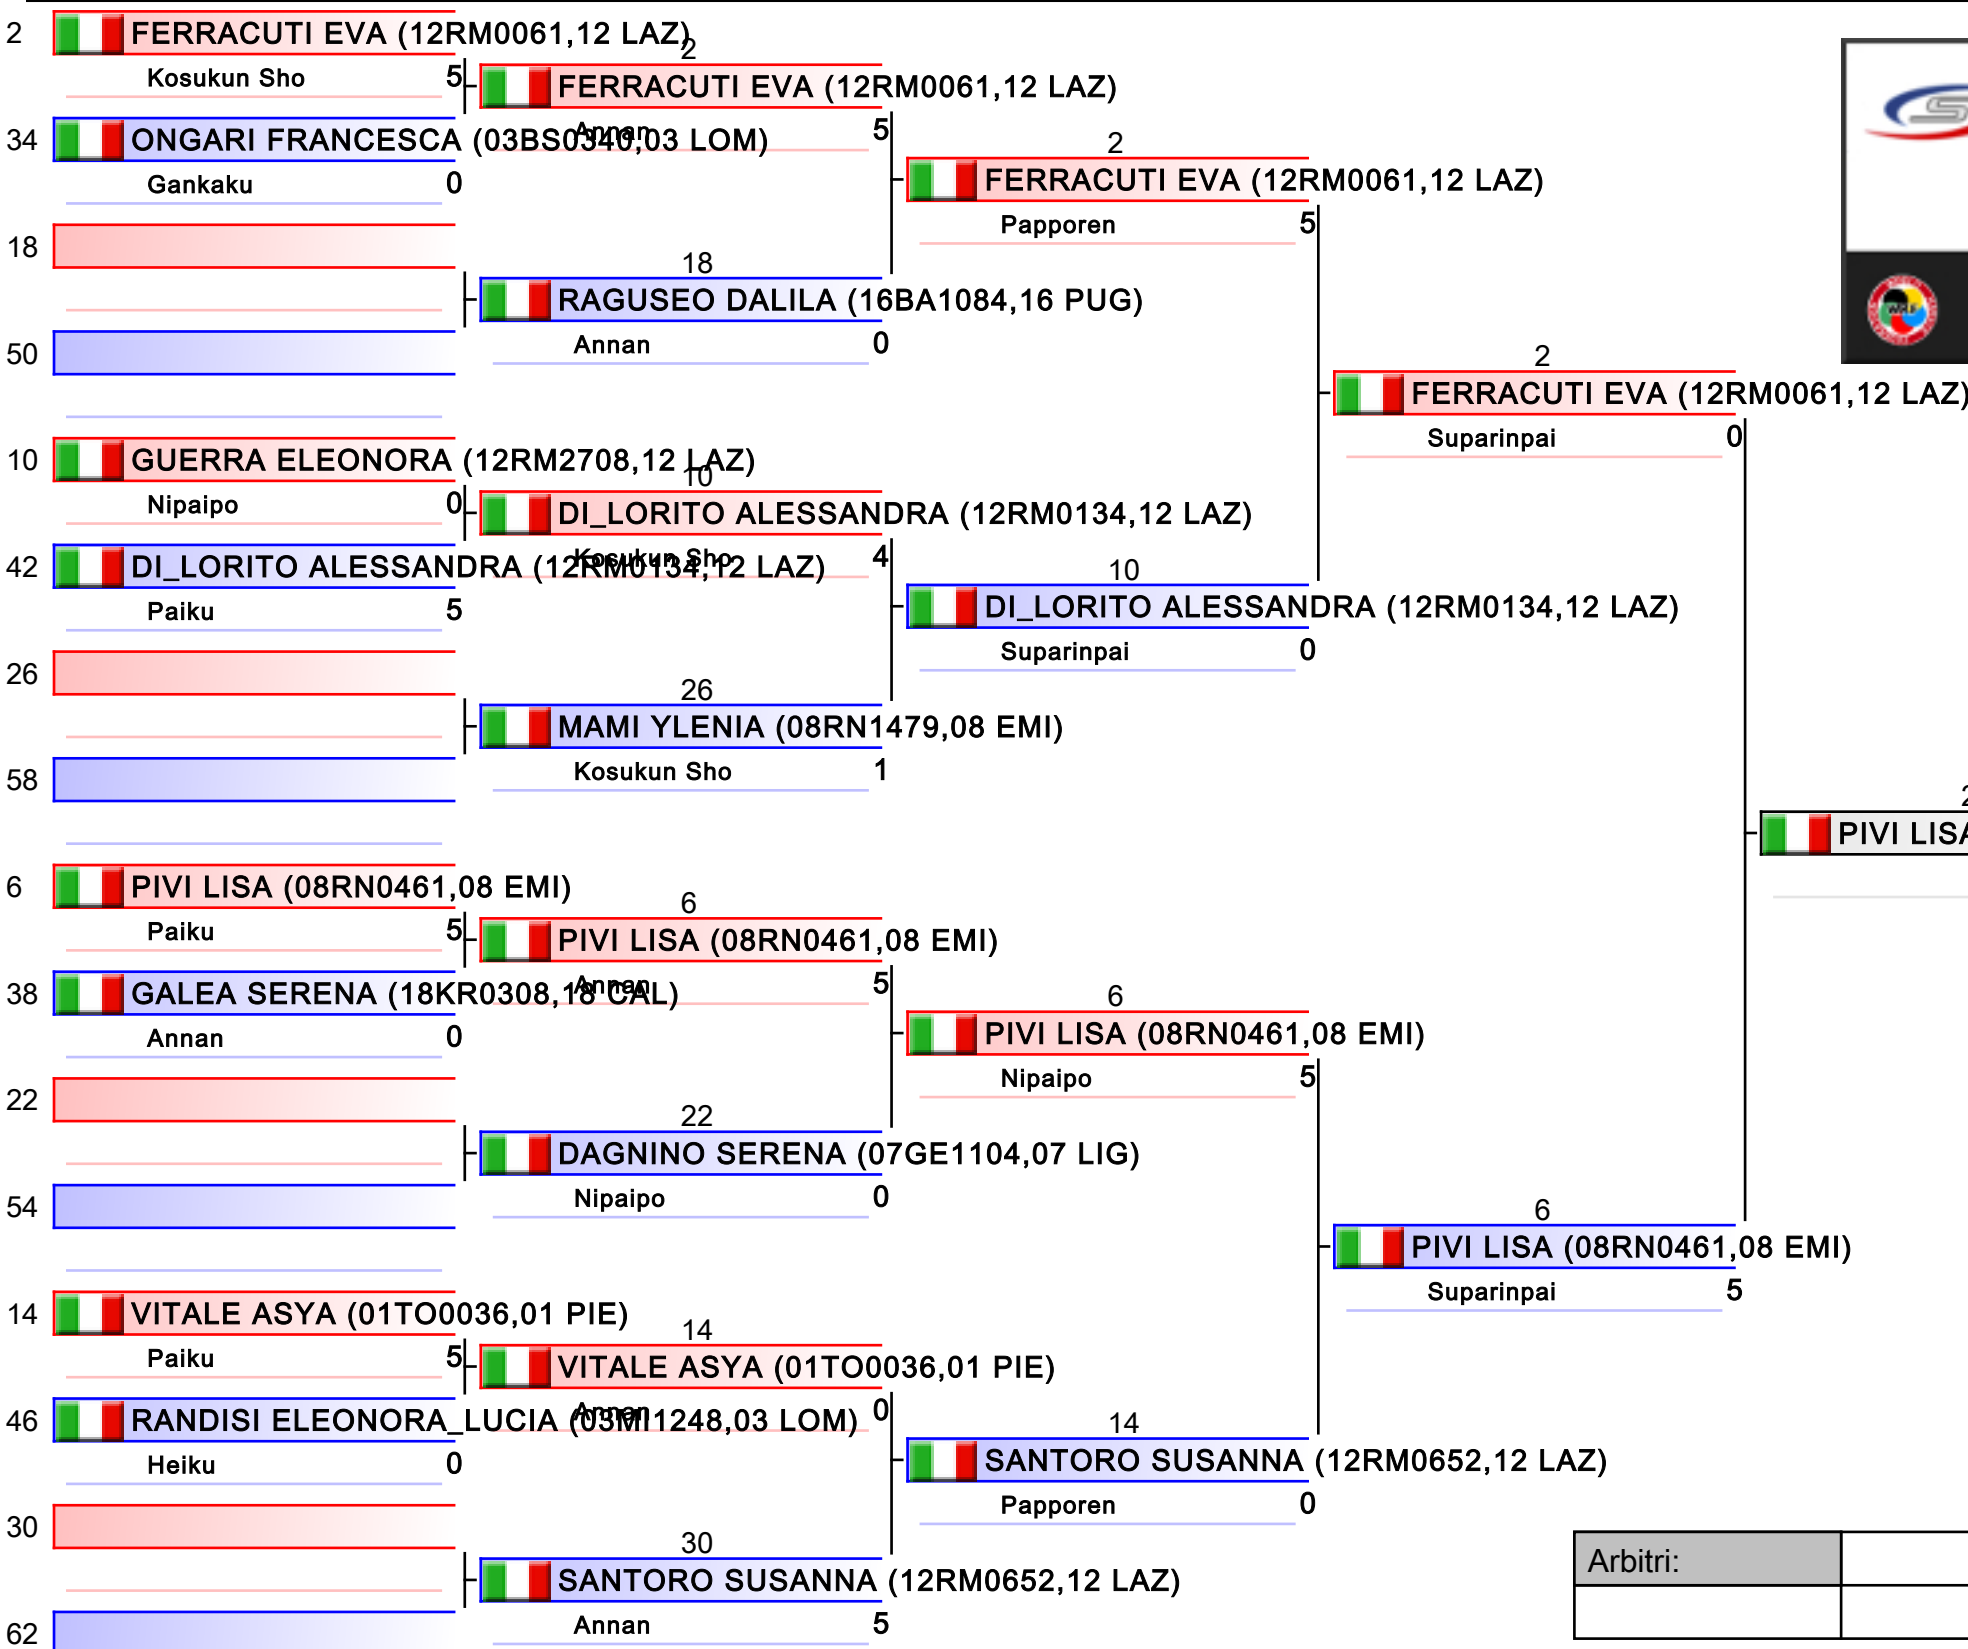 2 FERRACUTI EVA (12RM0061,12 LAZ)
Kosukun Sho 5
34 ONGARI FRANCESCA (03BS0340,03 LOM)
Gankaku 0
18
50
10 GUERRA ELEONORA (12RM2708,12 LAZ)
Nipaipo 0
42 DI_LORITO ALESSANDRA (12RM0134,12 LAZ)
Paiku 5
26
58
6 PIVI LISA (08RN0461,08 EMI)
Paiku 5
38 GALEA SERENA (18KR0308,18 CAL)
Annan 0
22
54
14 VITALE ASYA (01TO0036,01 PIE)
Paiku 5
46 RANDISI ELEONORA_LUCIA (03MI1248,03 LOM)
Heiku 0
30
62
2
FERRACUTI EVA (12RM0061,12 LAZ)
Annan 5
18
RAGUSEO DALILA (16BA1084,16 PUG)
Annan 0
10
DI_LORITO ALESSANDRA (12RM0134,12 LAZ)
Kosukun Sho 4
26
MAMI YLENIA (08RN1479,08 EMI)
Kosukun Sho 1
6
PIVI LISA (08RN0461,08 EMI)
Annan 5
22
DAGNINO SERENA (07GE1104,07 LIG)
Nipaipo 0
14
VITALE ASYA (01TO0036,01 PIE)
Annan 0
30
SANTORO SUSANNA (12RM0652,12 LAZ)
Annan 5
2
FERRACUTI EVA (12RM0061,12 LAZ)
Papporen 5
10
DI_LORITO ALESSANDRA (12RM0134,12 LAZ)
Suparinpai 0
6
PIVI LISA (08RN0461,08 EMI)
Nipaipo 5
14
SANTORO SUSANNA (12RM0652,12 LAZ)
Papporen 0
2
FERRACUTI EVA (12RM0061,12 LAZ)
Suparinpai 0
6
PIVI LISA (08RN0461,08 EMI)
Suparinpai 5
2
PIVI LISA
Arbitri: